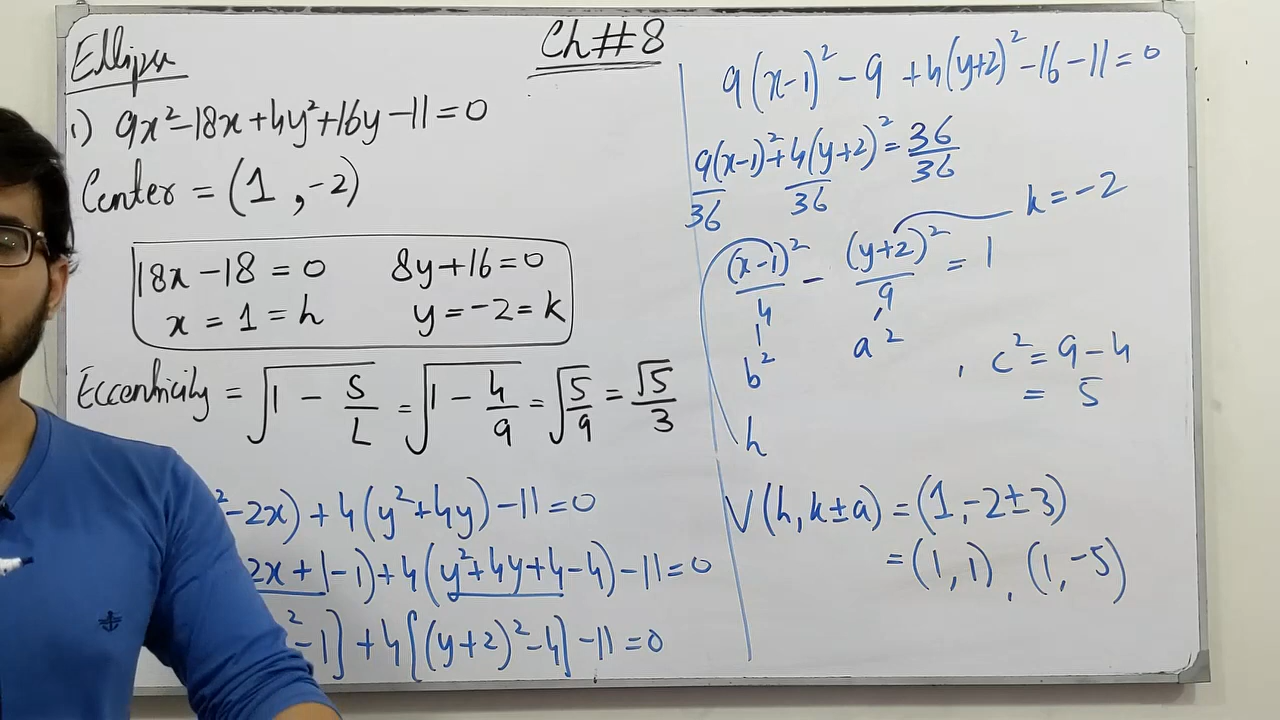 Ch#8
Ellipse
1) 9x²-18x+4y²+16y-11=0
Center = (1, -2)
18x-18=0 8y+16=0
x = 1 = h y=-2=k
Eccentricity = √(1 - S/L) = √(1 - 4/9) = √(5/9) = √5/3
²-2x)+4(y²+4y)-11=0
2x+1-1)+4(y²+4y+4-4)-11=0
²-1]+4[(y+2)²-4]-11=0
9(x-1)²-9+4(y+2)²-16-11=0
9(x-1)²/36+4(y+2)²/36=36/36
k=-2
(x-1)²/4 - (y+2)²/9 = 1
b² a²
, c²=9-4
= 5
h
V(h, k±a) = (1, -2±3)
= (1,1), (1,-5)